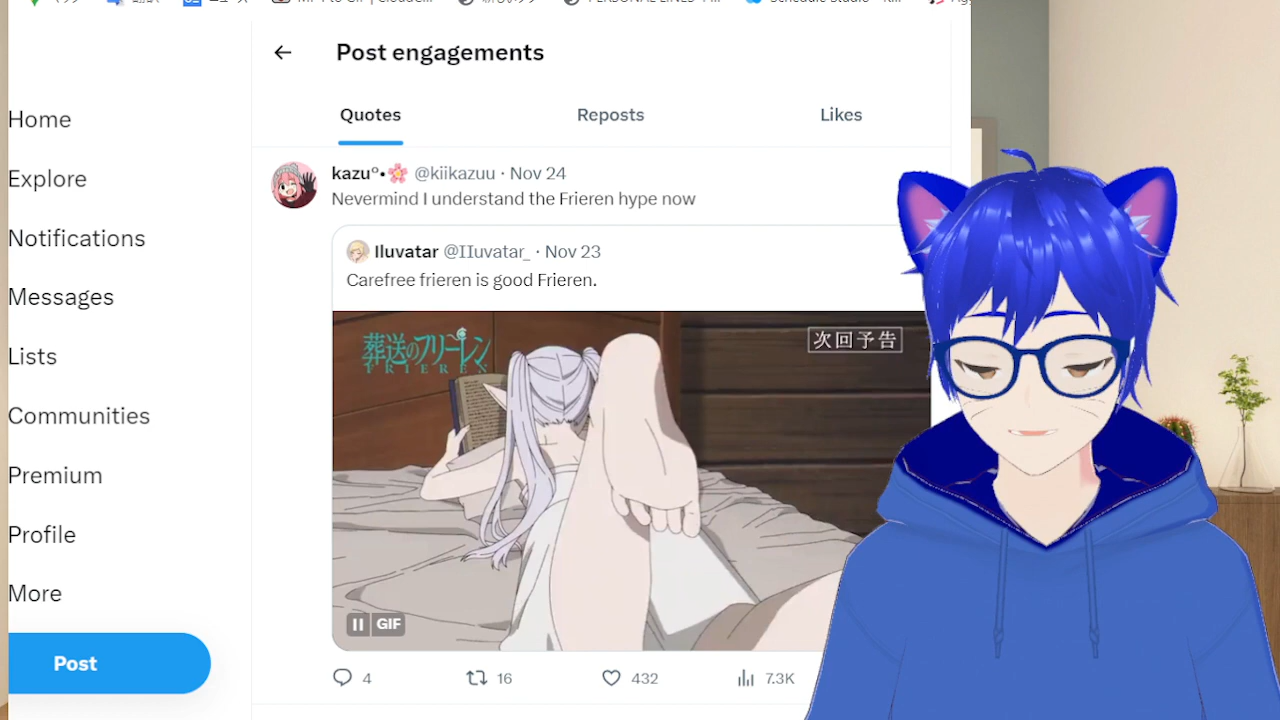 Post engagements
Quotes
Reposts
Likes
Home
Explore
Notifications
Messages
Lists
Communities
Premium
Profile
More
Post
kazu°•🌸 @kiikazuu · Nov 24
Nevermind I understand the Frieren hype now
Iluvatar @IIuvatar_ · Nov 23
Carefree frieren is good Frieren.
葬送のフリーレン
FRIEREN
次回予告
GIF
4
16
432
7.3K